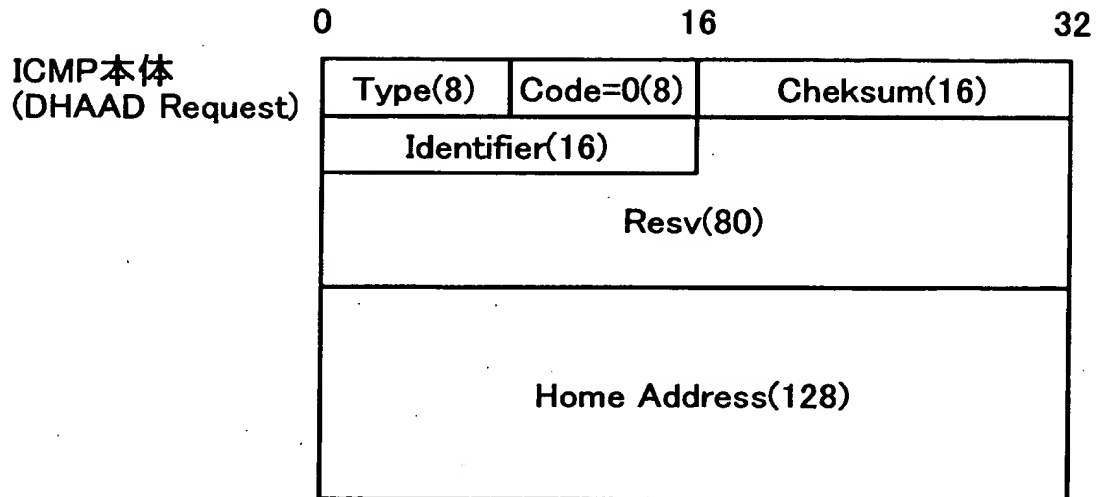 0 16 32
ICMP本体
(DHAAD Request)
Type(8) Code=0(8) Cheksum(16)
Identifier(16)
Resv(80)
Home Address(128)